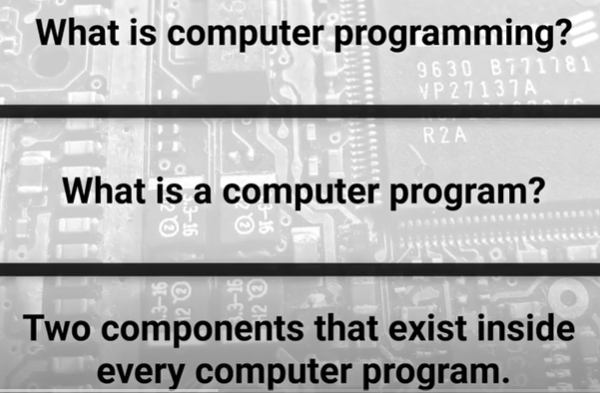 What is computer programming?
9630 B771781
VP27137A
R2A
What is a computer program?
Two components that exist inside
every computer program.